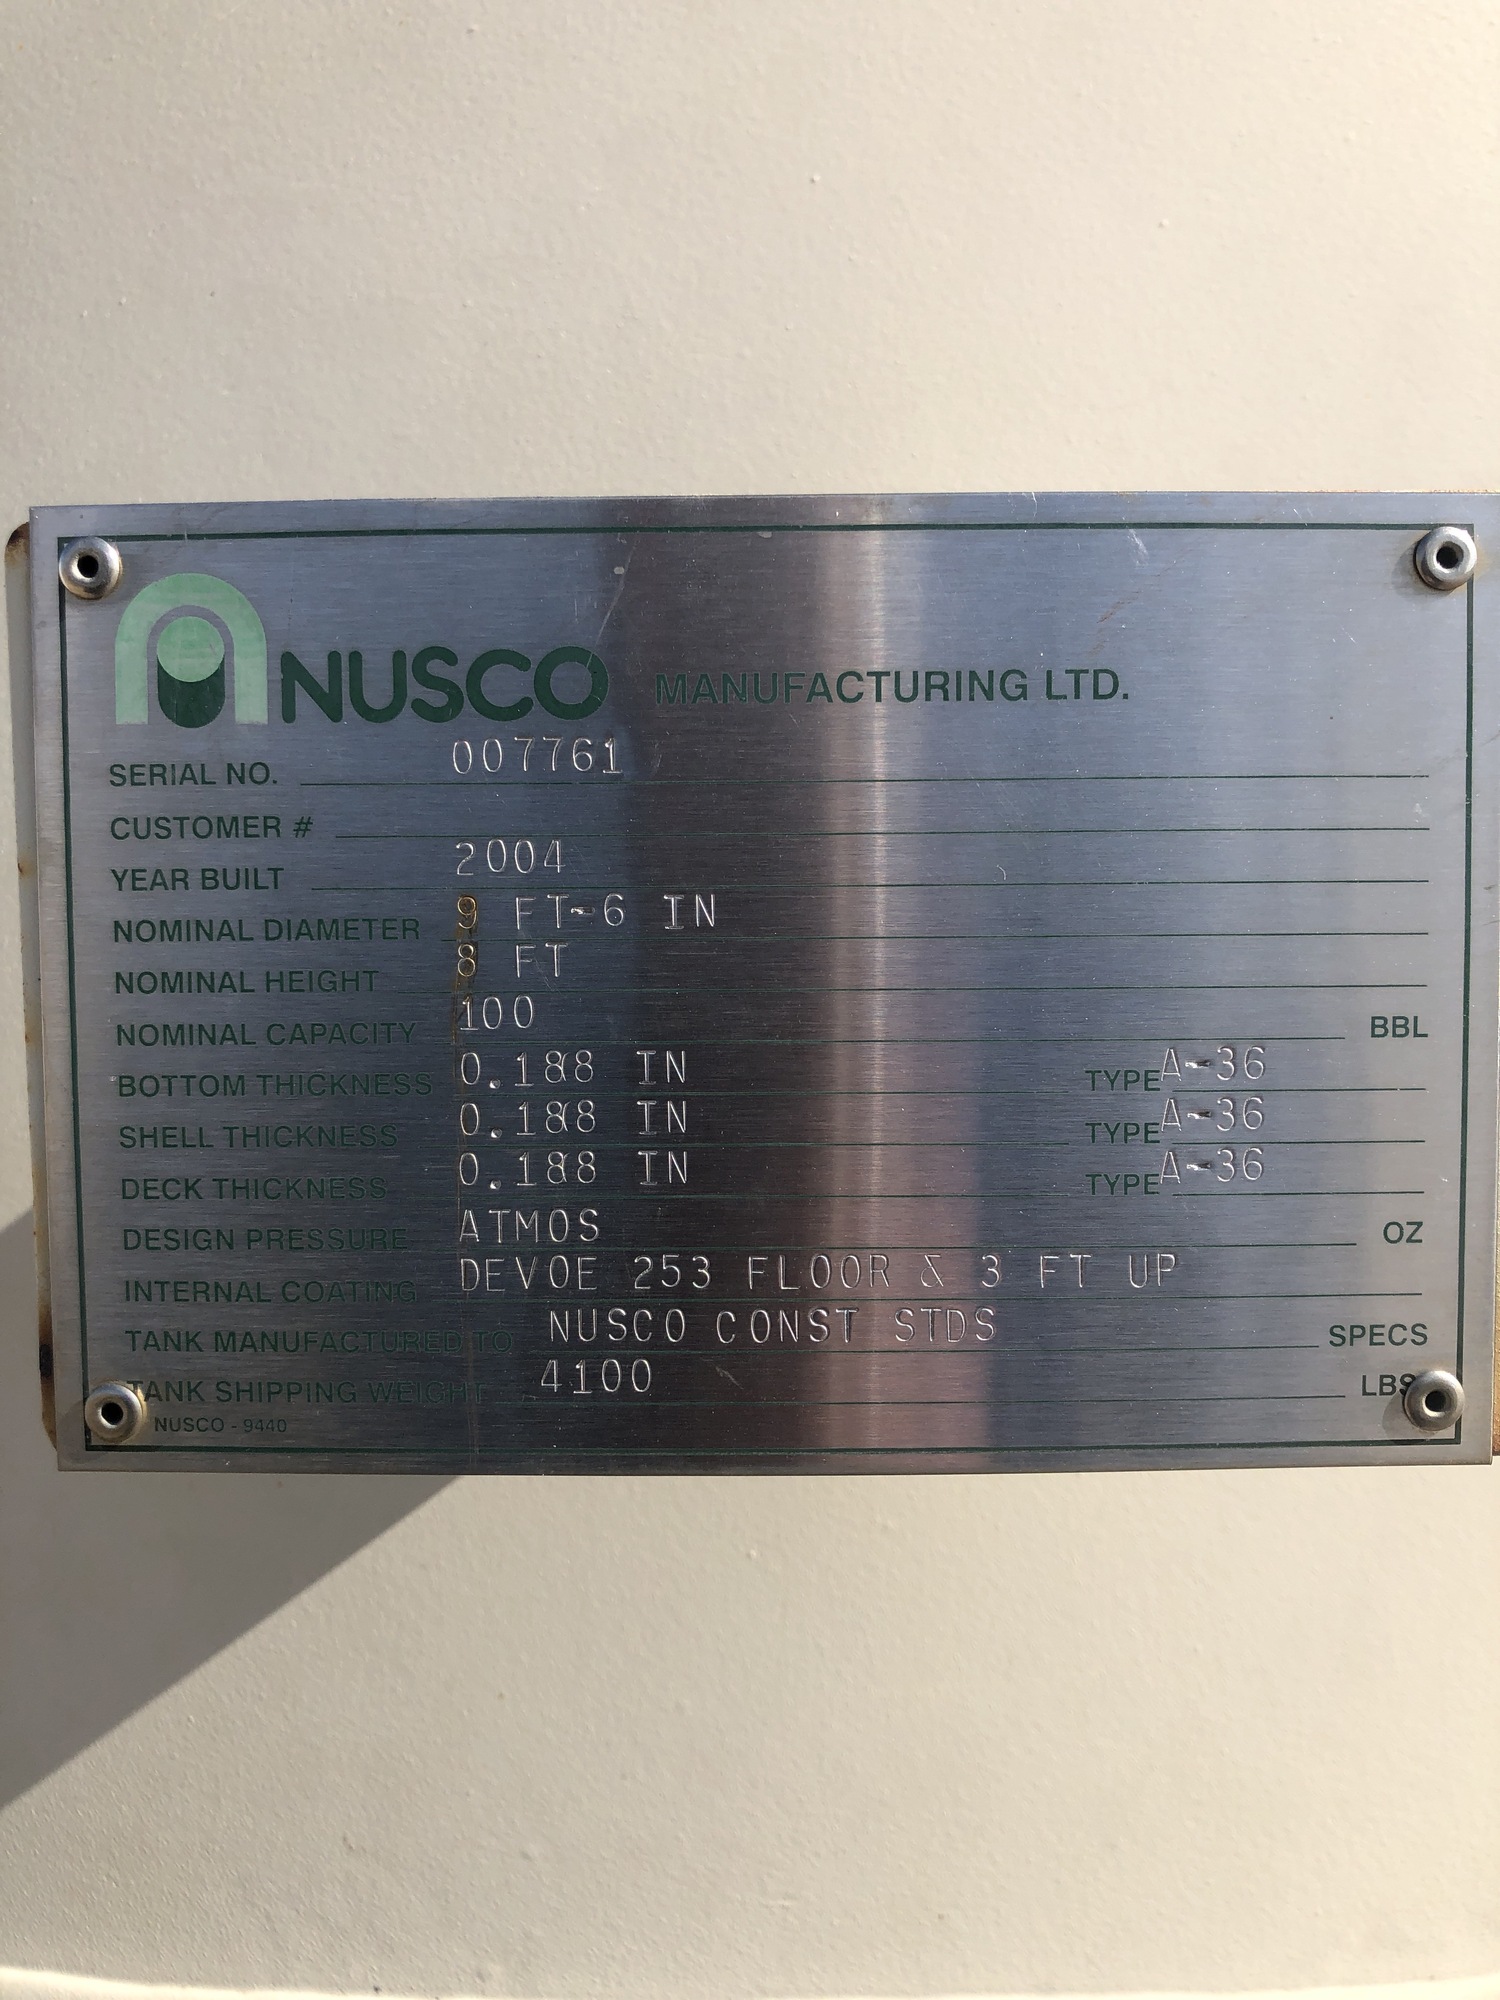 NUSCO MANUFACTURING LTD.
SERIAL NO. 007761
CUSTOMER #
YEAR BUILT 2004
NOMINAL DIAMETER 9 FT-6 IN
NOMINAL HEIGHT 8 FT
NOMINAL CAPACITY 100 BBL
BOTTOM THICKNESS 0.188 IN TYPE A-36
SHELL THICKNESS 0.188 IN TYPE A-36
DECK THICKNESS 0.188 IN TYPE A-36
DESIGN PRESSURE ATMOS OZ
INTERNAL COATING DEVOE 253 FLOOR & 3 FT UP
TANK MANUFACTURED TO NUSCO CONST STDS SPECS
TANK SHIPPING WEIGHT 4100 LBS
NUSCO - 9440